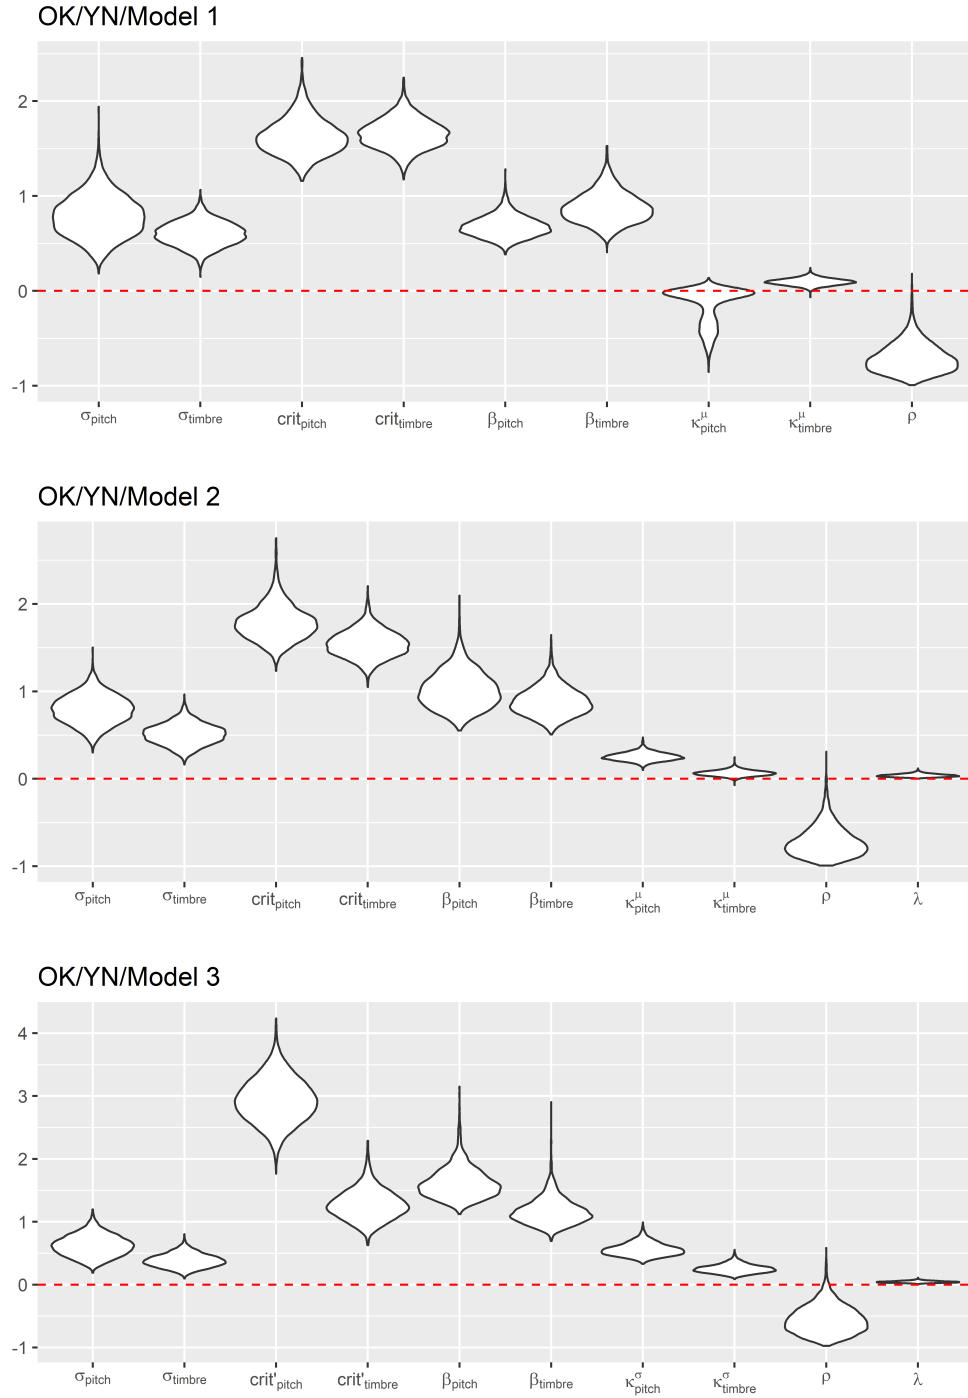 OK/YN/Model 1
2
1
0
-1
σpitch σtimbre critpitch crittimbre βpitch βtimbre κμpitch κμtimbre ρ
OK/YN/Model 2
2
1
0
-1
σpitch σtimbre critpitch crittimbre βpitch βtimbre κμpitch κμtimbre ρ λ
OK/YN/Model 3
4
3
2
1
0
-1
σpitch σtimbre crit'pitch crit'timbre βpitch βtimbre κσpitch κσtimbre ρ λ